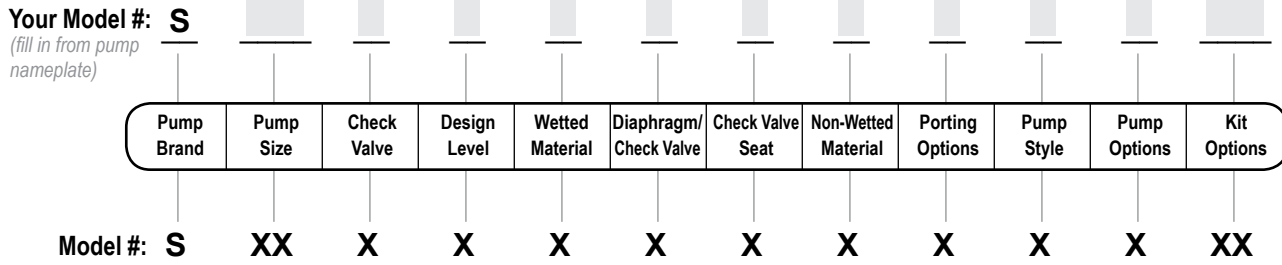 Your Model #: S
(fill in from pump
nameplate)
Pump Pump Check Design Wetted Diaphragm/ Check Valve Non-Wetted Porting Pump Pump Kit
Brand Size Valve Level Material Check Valve Seat Material Options Style Options Options
Model #: S XX X X X X X X X X X XX